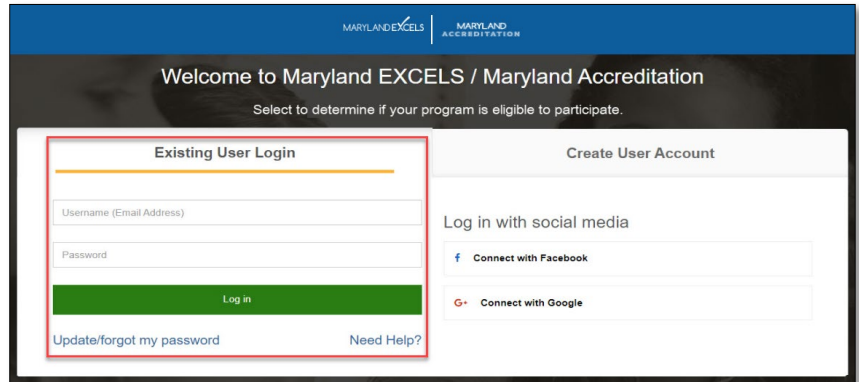 MARYLAND EXCELS
MARYLAND
ACCREDITATION
Welcome to Maryland EXCELS / Maryland Accreditation
Select to determine if your program is eligible to participate.
Existing User Login
Create User Account
Username (Email Address)
Password
Log in
Update/forgot my password
Need Help?
Log in with social media
f Connect with Facebook
G+ Connect with Google